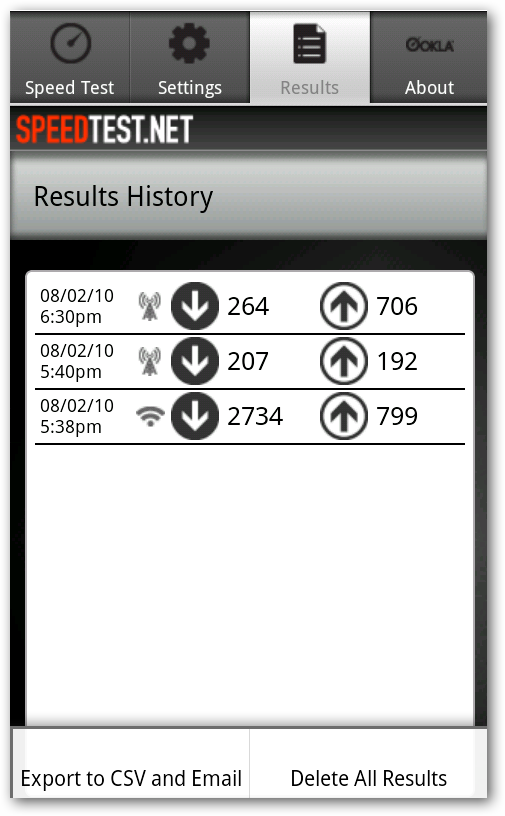 Speed Test Settings Results OOKLA About
SPEEDTEST.NET
Results History
08/02/10
6:30pm 264 706
08/02/10
5:40pm 207 192
08/02/10
5:38pm 2734 799
Export to CSV and Email Delete All Results